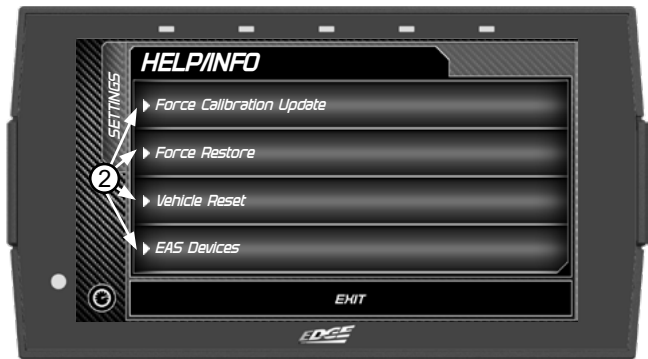 HELP/INFO
SETTINGS
Force Calibration Update
Force Restore
2
Vehicle Reset
EAS Devices
EXIT
EDGE